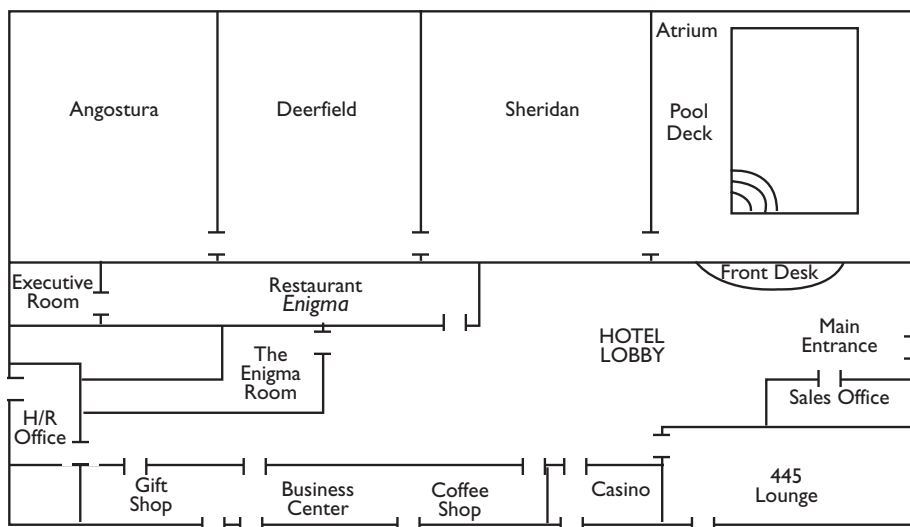 Atrium
Angostura
Deerfield
Sheridan
Pool
Deck
Executive
Room
Restaurant
Enigma
Front Desk
HOTEL
LOBBY
Main
Entrance
The
Enigma
Room
Sales Office
H/R
Office
Gift
Shop
Business
Center
Coffee
Shop
Casino
445
Lounge